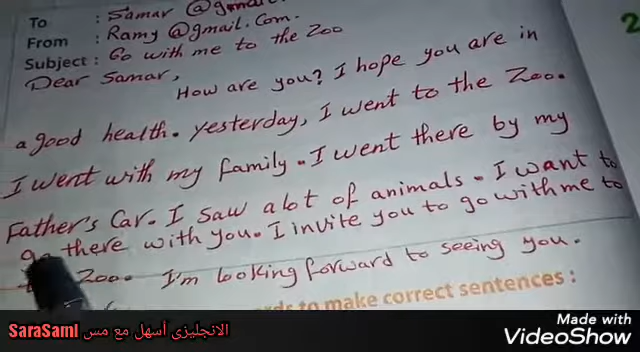 To : Samar @gmail
From : Ramy @gmail.Com.
Subject : Go with me to the Zoo
Dear Samar,
How are you? I hope you are in
a good health. yesterday, I went to the Zoo.
I went with my family. I went there by my
Father's Car. I saw alot of animals. I want to
go there with you. I invite you to go with me to
Zoo. I'm looking forward to seeing you.
to make correct sentences :
2
SaraSamI الانجليزى أسهل مع مس
Made with
VideoShow